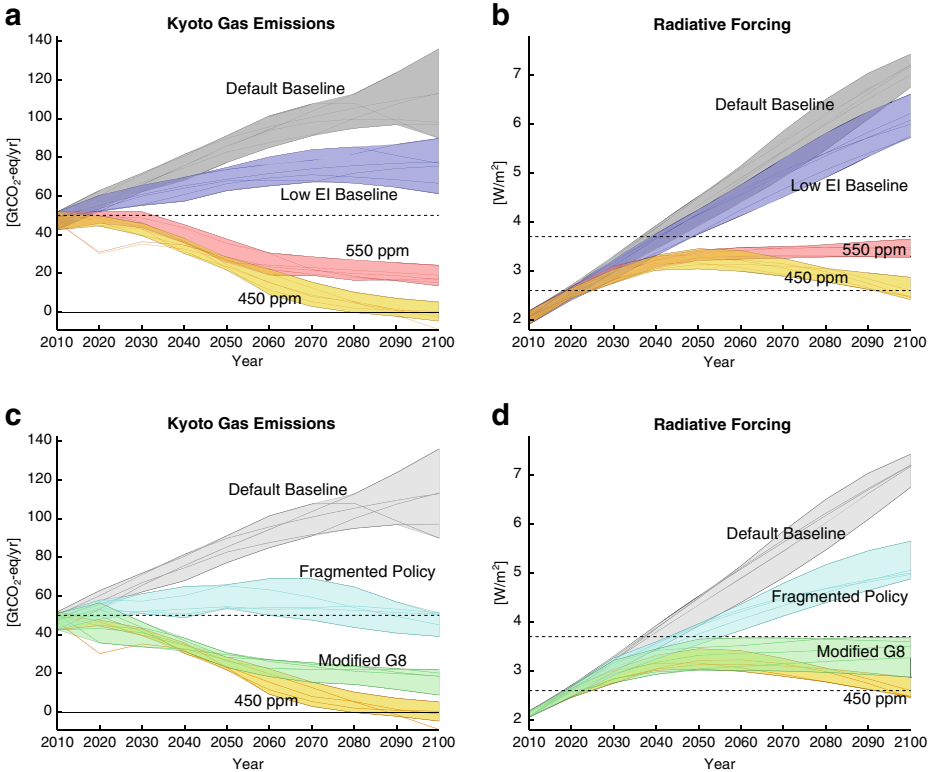 a
Kyoto Gas Emissions
140
120
100
80
60
40
20
0
[GtCO2-eq/yr]
Default Baseline
Low EI Baseline
550 ppm
450 ppm
2010 2020 2030 2040 2050 2060 2070 2080 2090 2100
Year
b
Radiative Forcing
7
6
5
4
3
2
[W/m²]
Default Baseline
Low EI Baseline
550 ppm
450 ppm
2010 2020 2030 2040 2050 2060 2070 2080 2090 2100
Year
c
Kyoto Gas Emissions
140
120
100
80
60
40
20
0
[GtCO2-eq/yr]
Default Baseline
Fragmented Policy
Modified G8
450 ppm
2010 2020 2030 2040 2050 2060 2070 2080 2090 2100
Year
d
Radiative Forcing
7
6
5
4
3
2
[W/m²]
Default Baseline
Fragmented Policy
Modified G8
450 ppm
2010 2020 2030 2040 2050 2060 2070 2080 2090 2100
Year